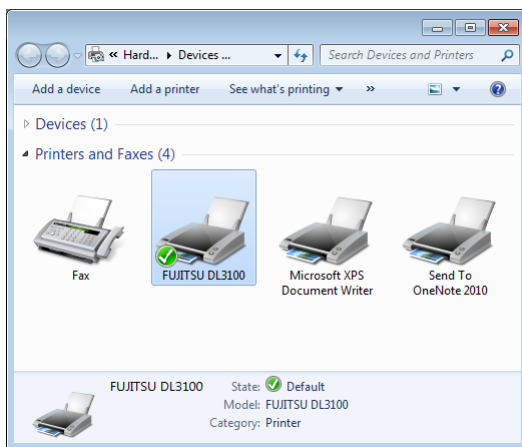 « Hard... ▸ Devices ... Search Devices and Printers
Add a device Add a printer See what's printing »
Devices (1)
Printers and Faxes (4)
Fax FUJITSU DL3100 Microsoft XPS Document Writer Send To OneNote 2010
FUJITSU DL3100 State: Default
Model: FUJITSU DL3100
Category: Printer